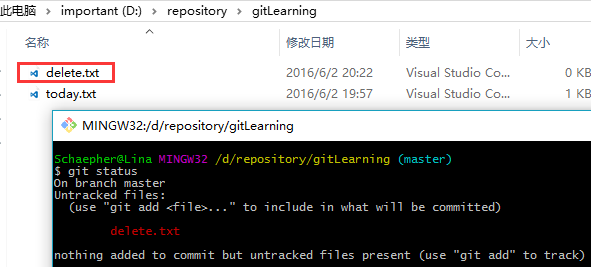 此电脑 > important (D:) > repository > gitLearning
名称 修改日期 类型 大小
delete.txt 2016/6/2 20:22 Visual Studio Co... 0 KB
today.txt 2016/6/2 19:57 Visual Studio Co... 1 KB
MINGW32:/d/repository/gitLearning
Schaepher@Lina MINGW32 /d/repository/gitLearning (master)
$ git status
On branch master
Untracked files:
(use "git add <file>..." to include in what will be committed)
delete.txt
nothing added to commit but untracked files present (use "git add" to track)